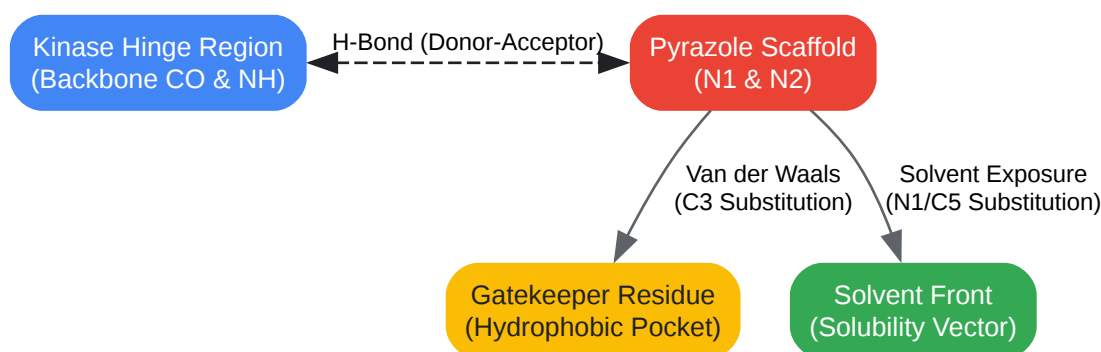 Kinase Hinge Region
(Backbone CO & NH)
H-Bond (Donor-Acceptor)
Pyrazole Scaffold
(N1 & N2)
Van der Waals
(C3 Substitution)
Solvent Exposure
(N1/C5 Substitution)
Gatekeeper Residue
(Hydrophobic Pocket)
Solvent Front
(Solubility Vector)